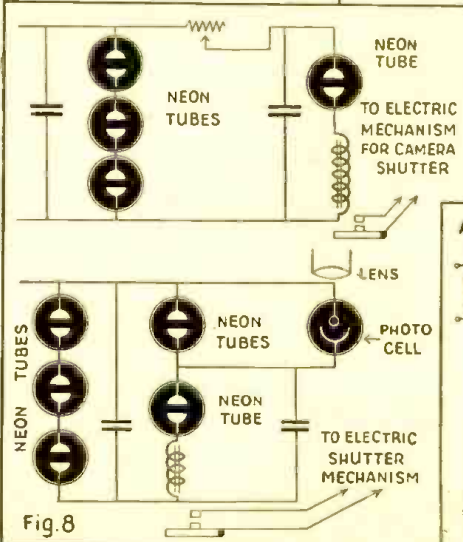 NEON
TUBE
NEON
TUBES
TO ELECTRIC
MECHANISM
FOR CAMERA
SHUTTER
LENS
NEON TUBES
NEON
TUBES
PHOTO
CELL
NEON
TUBE
TO ELECTRIC
SHUTTER
MECHANISM
Fig.8